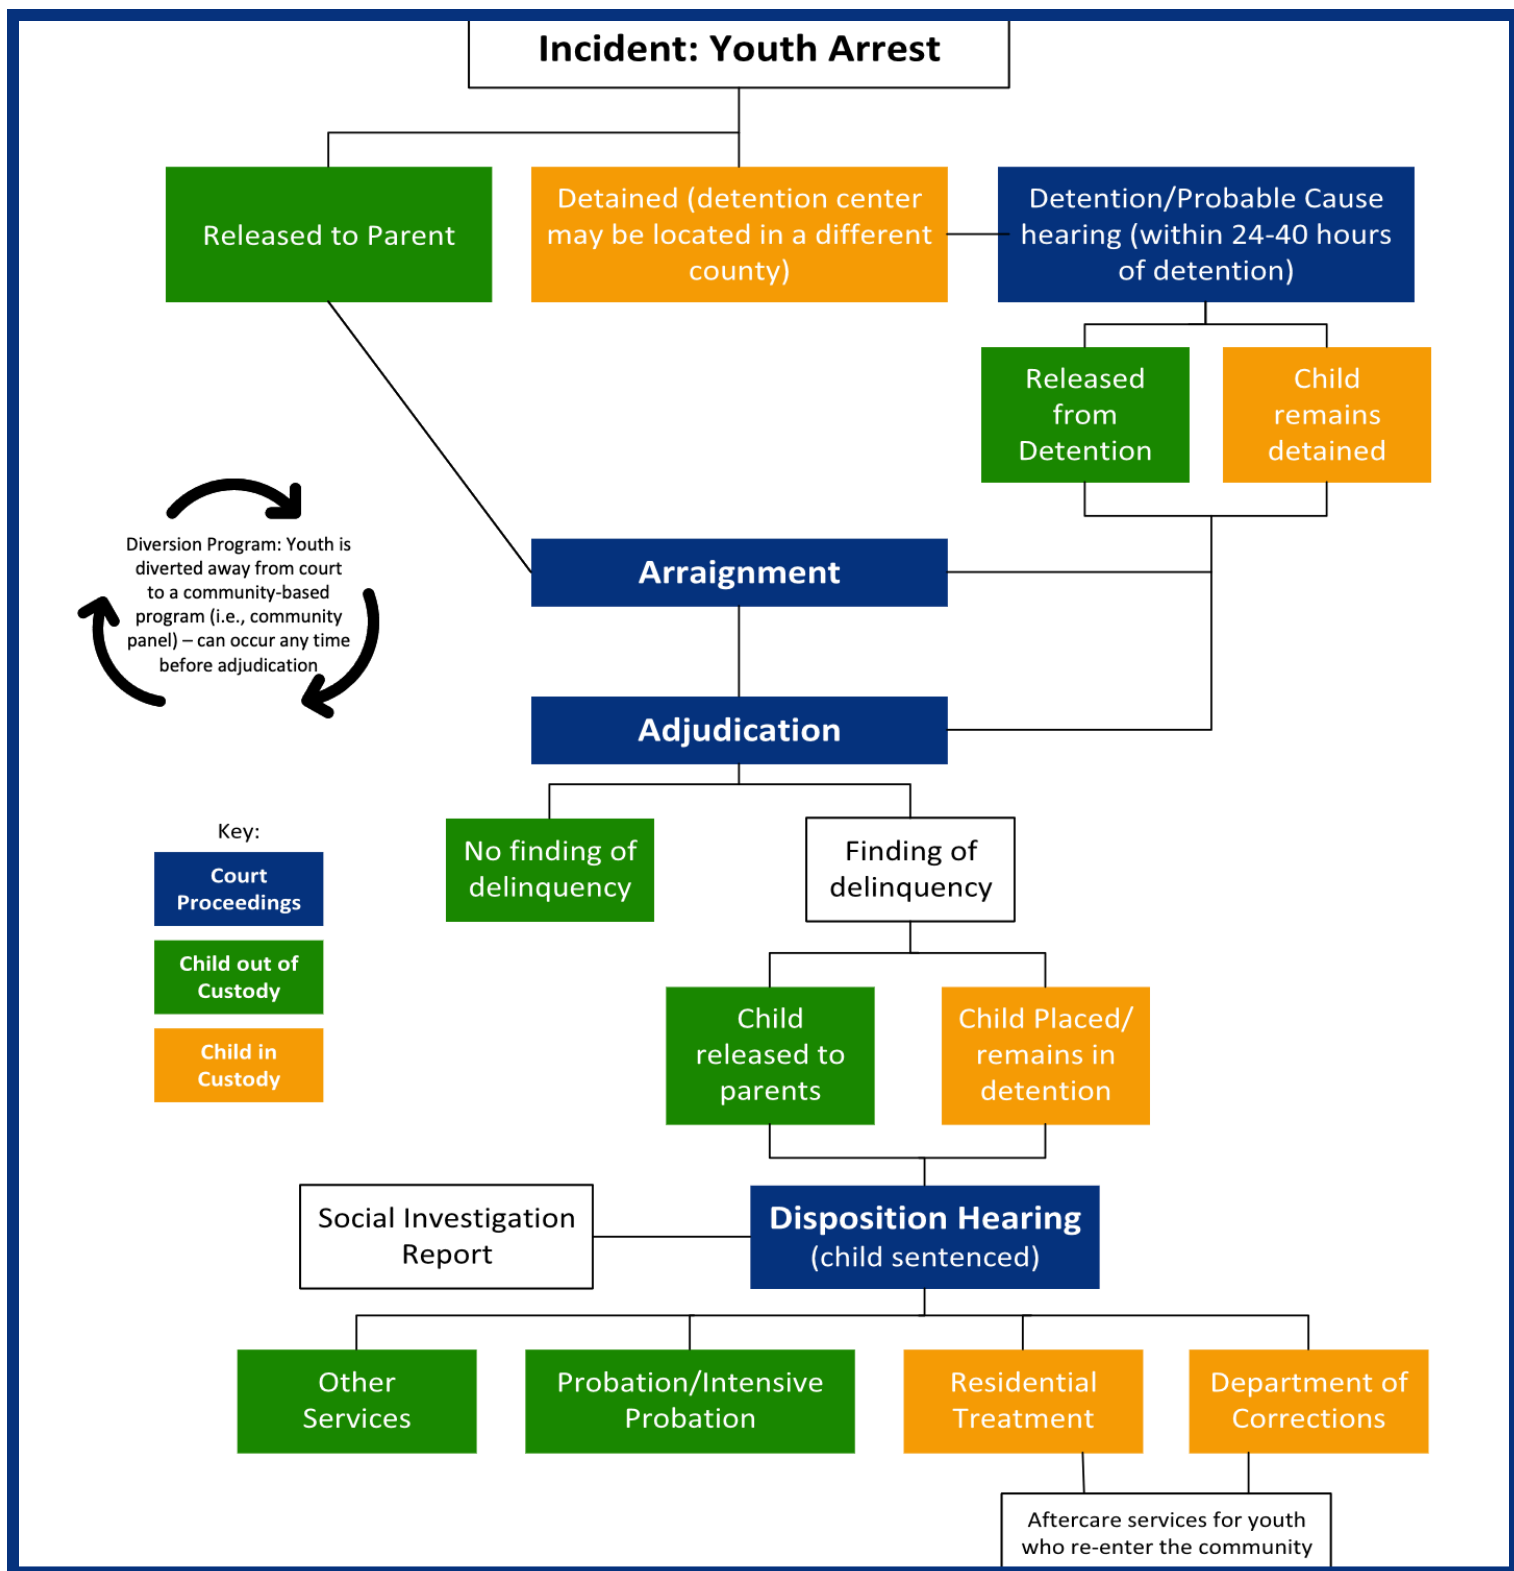 Incident: Youth Arrest
Released to Parent
Detained (detention center
may be located in a different
county)
Detention/Probable Cause
hearing (within 24-40 hours
of detention)
Released
from
Detention
Child
remains
detained
Diversion Program: Youth is
diverted away from court
to a community-based
program (i.e., community
panel) – can occur any time
before adjudication
Arraignment
Adjudication
No finding of
delinquency
Finding of
delinquency
Key:
Court
Proceedings
Child out of
Custody
Child in
Custody
Child
released to
parents
Child Placed/
remains in
detention
Social Investigation
Report
Disposition Hearing
(child sentenced)
Other
Services
Probation/Intensive
Probation
Residential
Treatment
Department of
Corrections
Aftercare services for youth
who re-enter the community